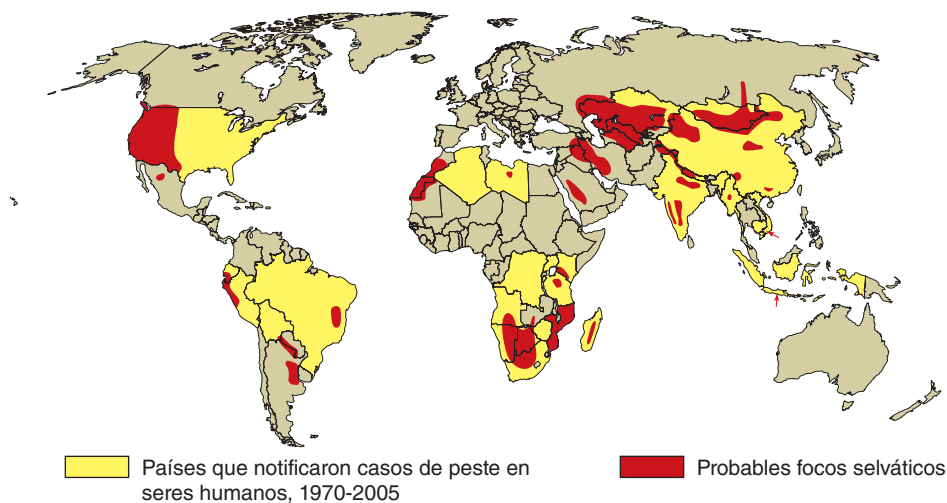 Países que notificaron casos de peste en
seres humanos, 1970-2005
Probables focos selváticos